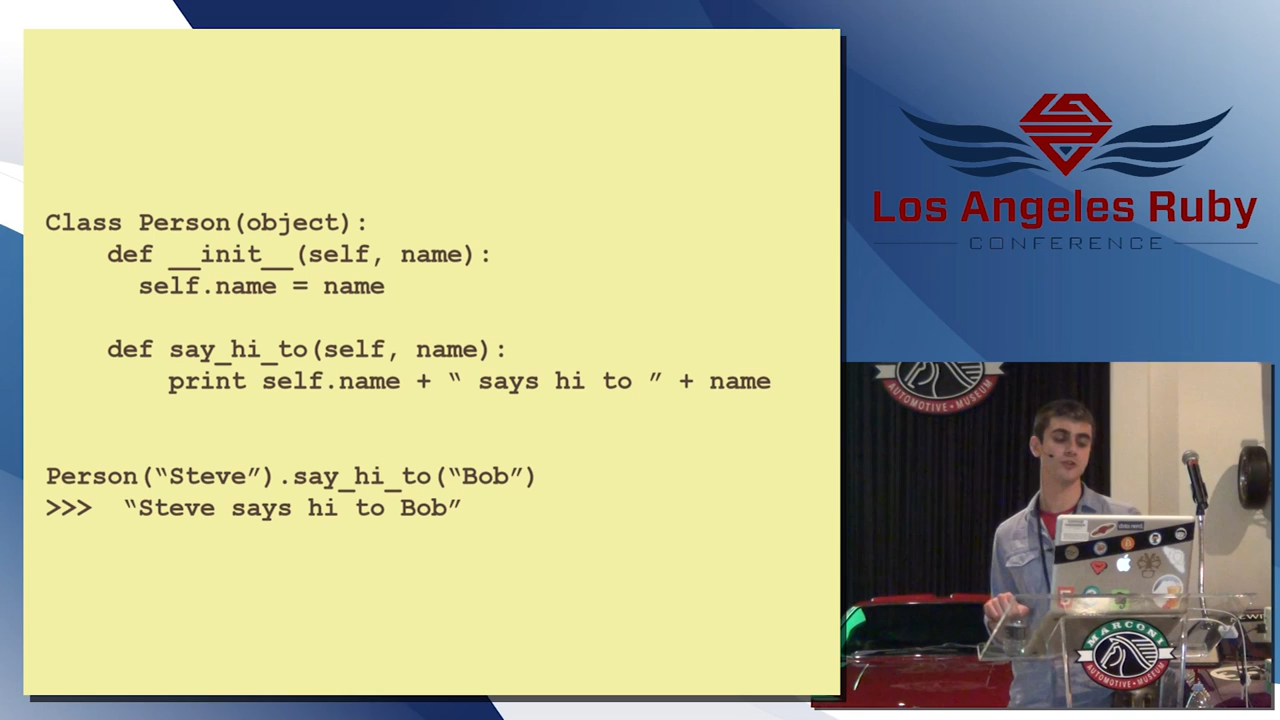 Class Person(object):
def __init__(self, name):
self.name = name
def say_hi_to(self, name):
print self.name + “ says hi to ” + name
Person(“Steve”).say_hi_to(“Bob”)
>>> “Steve says hi to Bob”
Los Angeles Ruby
CONFERENCE
AUTOMOTIVE • MUSEUM
MARCONI
AUTOMOTIVE • MUSEUM